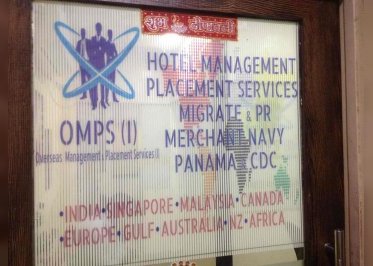 शुभ दीपावली
HOTEL MANAGEMENT
PLACEMENT SERVICES
MIGRATE & PR
MERCHANT NAVY
PANAMA & CDC
OMPS (I)
Overseas Management & Placement Services (I)
•INDIA•SINGAPORE•MALAYSIA•CANADA
•EUROPE•GULF•AUSTRALIA•NZ•AFRICA